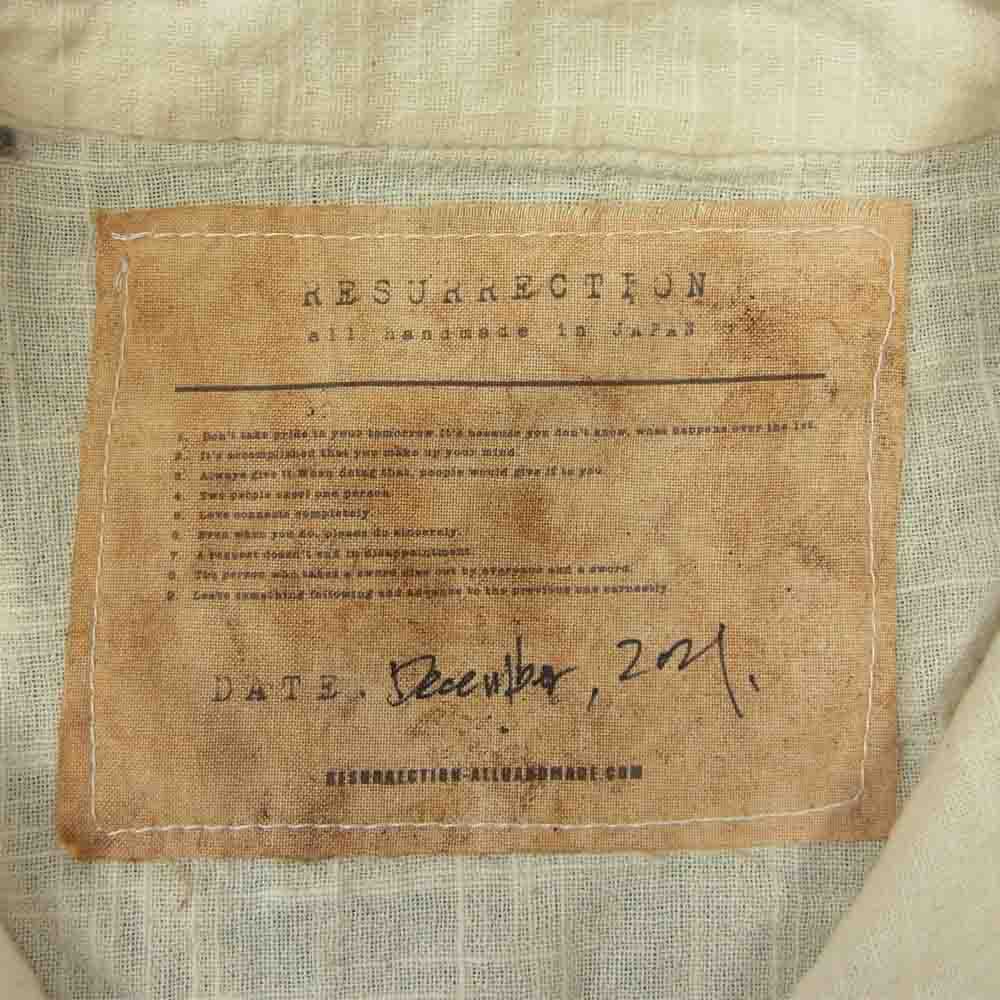 RESURRECTION
all handmade in JAPAN
1. Don't take pride in your tomorrow. It's because you don't know, what happens over the 1st.
2. It's accomplished that you make up your mind
3. Always give it. When doing that, people would give it to you
4. Two people excel one person
5. Love connects completely.
6. Even when you do, please do sincerely.
7. A request doesn't end in disappointment.
8. The person who takes a sword dies out by everyone and a sword.
9. Leave something following and advance to the previous one earnestly
DATE. December, 2021.
RESURRECTION-ALLHANDMADE.COM